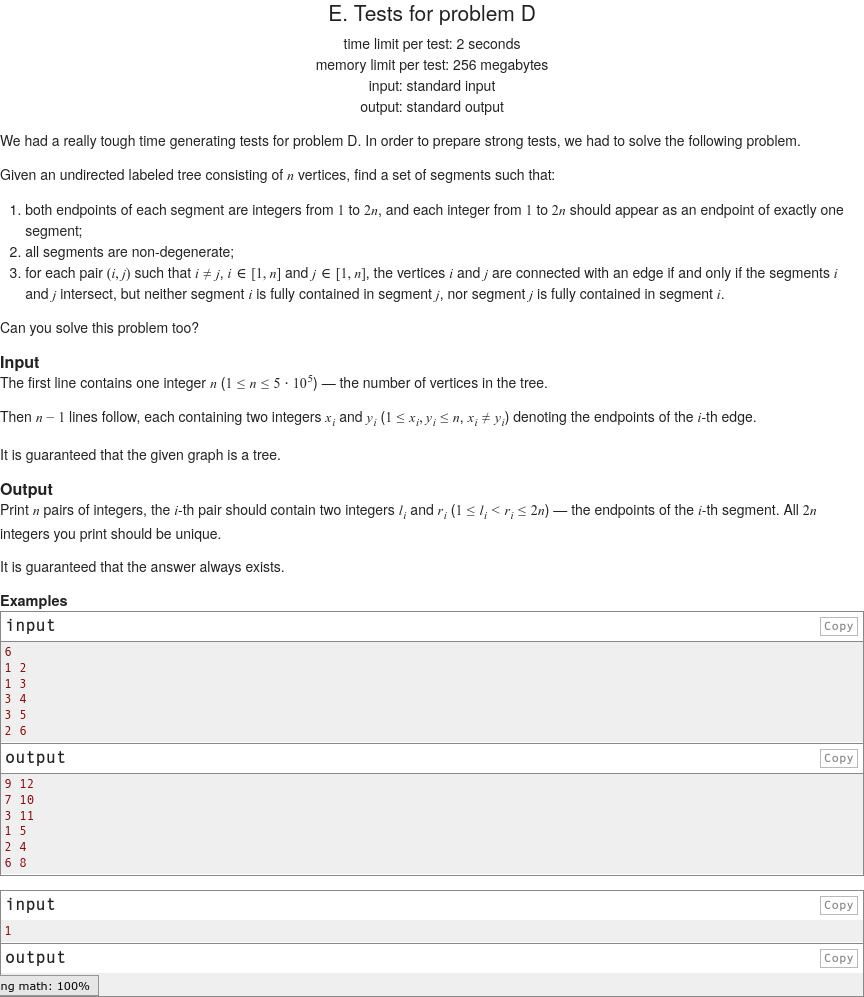 E. Tests for problem D
time limit per test: 2 seconds
memory limit per test: 256 megabytes
input: standard input
output: standard output
We had a really tough time generating tests for problem D. In order to prepare strong tests, we had to solve the following problem.
Given an undirected labeled tree consisting of n vertices, find a set of segments such that:
1. both endpoints of each segment are integers from 1 to 2n, and each integer from 1 to 2n should appear as an endpoint of exactly one
segment;
2. all segments are non-degenerate;
3. for each pair (i, j) such that i ≠ j, i ∈ [1, n] and j ∈ [1, n], the vertices i and j are connected with an edge if and only if the segments i
and j intersect, but neither segment i is fully contained in segment j, nor segment j is fully contained in segment i.
Can you solve this problem too?
Input
The first line contains one integer n (1 ≤ n ≤ 5 · 10^5) — the number of vertices in the tree.
Then n − 1 lines follow, each containing two integers x_i and y_i (1 ≤ x_i, y_i ≤ n, x_i ≠ y_i) denoting the endpoints of the i-th edge.
It is guaranteed that the given graph is a tree.
Output
Print n pairs of integers, the i-th pair should contain two integers l_i and r_i (1 ≤ l_i < r_i ≤ 2n) — the endpoints of the i-th segment. All 2n
integers you print should be unique.
It is guaranteed that the answer always exists.
Examples
input Copy
6
1 2
1 3
3 4
3 5
2 6
output Copy
9 12
7 10
3 11
1 5
2 4
6 8
input Copy
1
output Copy
ng math: 100%